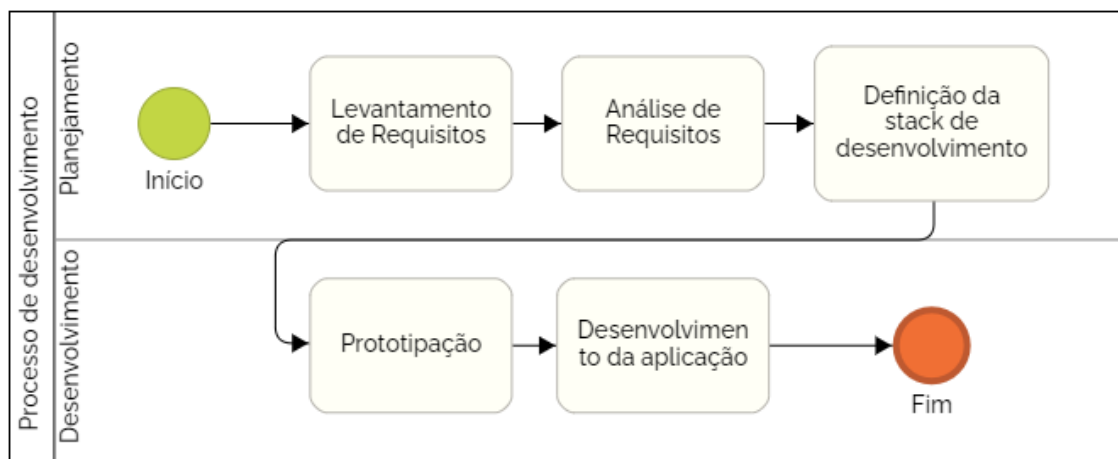 Processo de desenvolvimento
Planejamento
Início
Levantamento
de Requisitos
Análise de
Requisitos
Definição da
stack de
desenvolvimento
Desenvolvimento
Prototipação
Desenvolvimen
to da aplicação
Fim